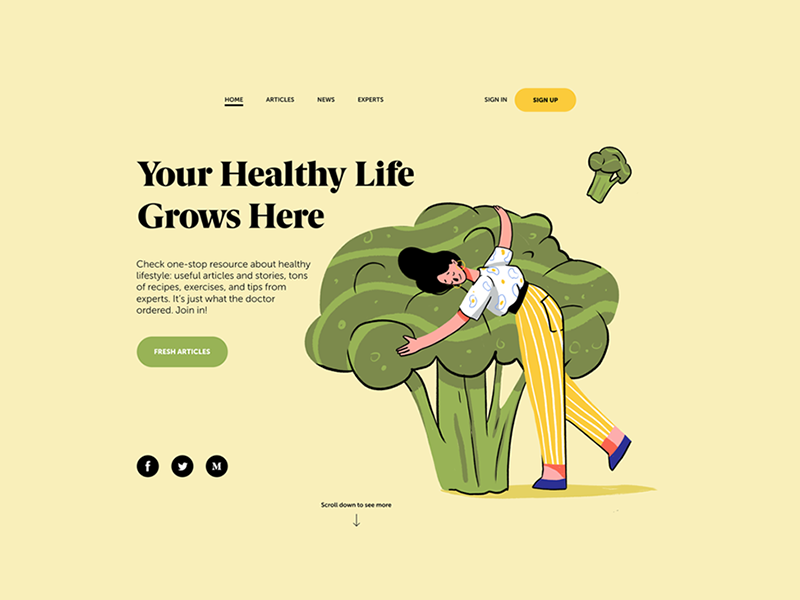 HOME ARTICLES NEWS EXPERTS SIGN IN SIGN UP
Your Healthy Life
Grows Here
Check one-stop resource about healthy
lifestyle: useful articles and stories, tons
of recipes, exercises, and tips from
experts. It's just what the doctor
ordered. Join in!
FRESH ARTICLES
f M
Scroll down to see more